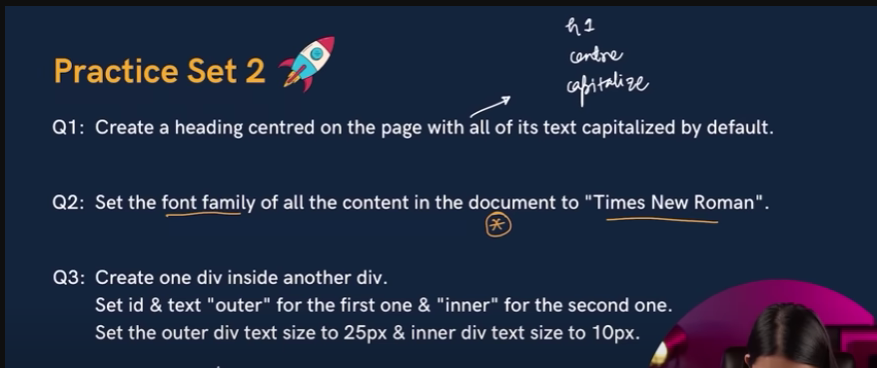 h1
centre
capitalize
Practice Set 2
Q1: Create a heading centred on the page with all of its text capitalized by default.
Q2: Set the font family of all the content in the document to "Times New Roman".
*
Q3: Create one div inside another div.
Set id & text "outer" for the first one & "inner" for the second one.
Set the outer div text size to 25px & inner div text size to 10px.